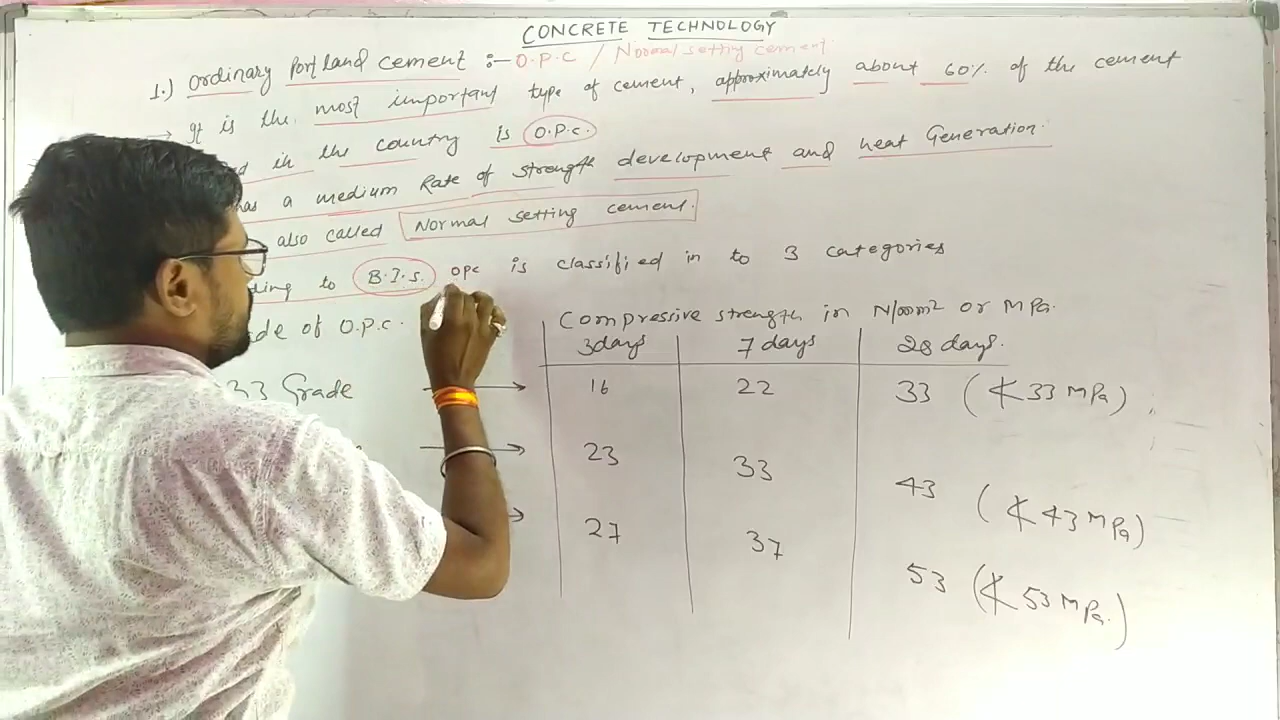 CONCRETE TECHNOLOGY
1.) Ordinary Portland cement :- O.P.C / Normal setting cement.
→ It is the most important type of cement, approximately about 60% of the cement
in the country is O.P.C.
has a medium Rate of strength development and heat Generation.
also called Normal setting cement.
to B.I.S. OPC is classified in to 3 categories
of O.P.C. Compressive strength in N/mm² or MPa.
3days 7 days 28 days.
33 Grade → 16 22 33 (≮ 33 MPa)
→ 23 33 43 (≮ 43 MPa)
→ 27 37 53 (≮ 53 MPa.)